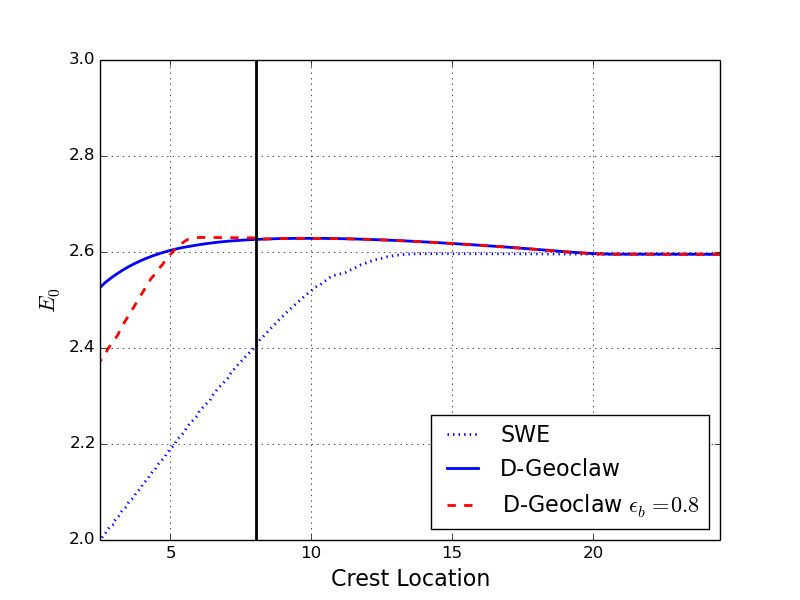 3.0
2.8
2.6
2.4
2.2
2.0
E₀
5 10 15 20
Crest Location
SWE
D-Geoclaw
D-Geoclaw ϵ_b = 0.8